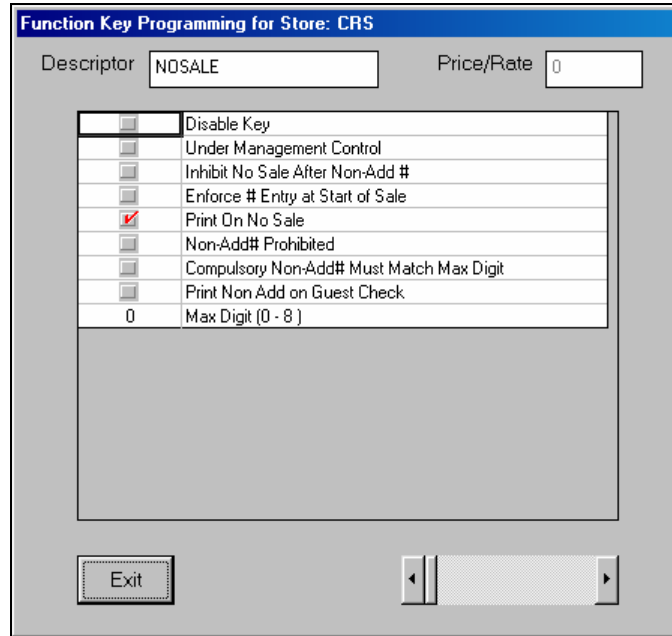 Function Key Programming for Store: CRS
Descriptor NOSALE Price/Rate 0
Disable Key
Under Management Control
Inhibit No Sale After Non-Add #
Enforce # Entry at Start of Sale
Print On No Sale
Non-Add# Prohibited
Compulsory Non-Add# Must Match Max Digit
Print Non Add on Guest Check
0 Max Digit (0 - 8 )
Exit